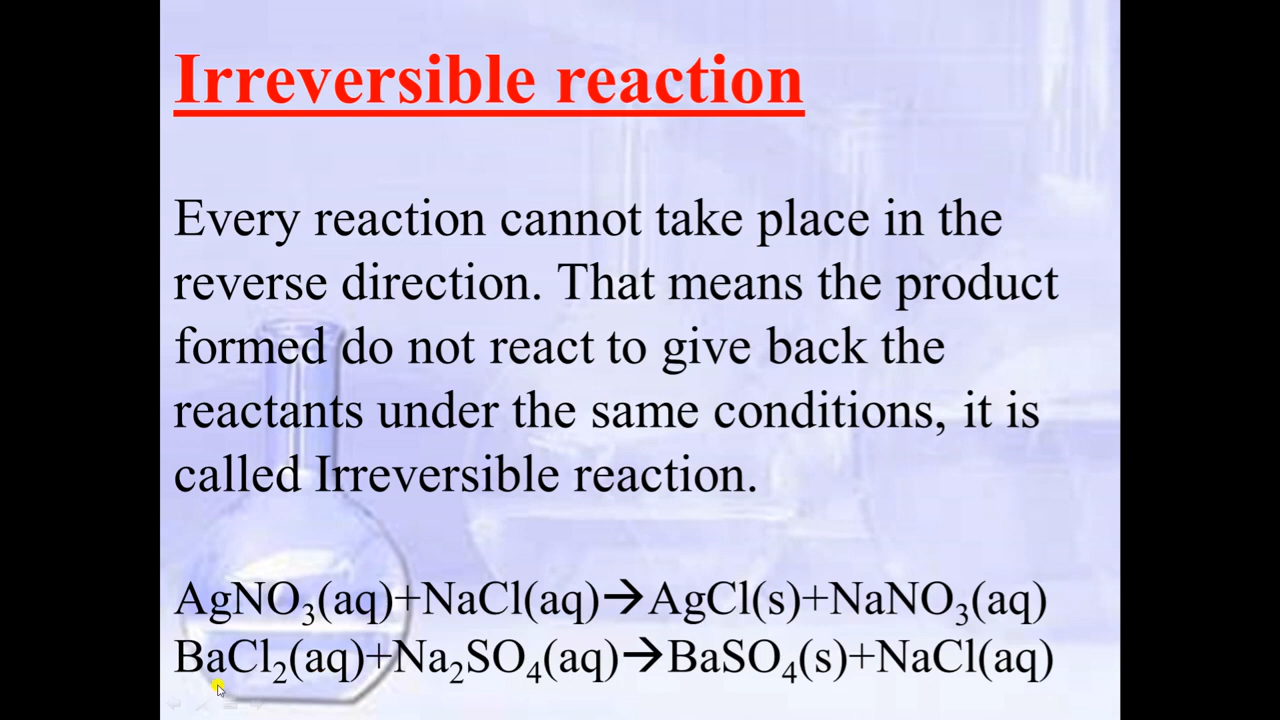 Irreversible reaction
Every reaction cannot take place in the
reverse direction. That means the product
formed do not react to give back the
reactants under the same conditions, it is
called Irreversible reaction.
AgNO₃(aq)+NaCl(aq)→AgCl(s)+NaNO₃(aq)
BaCl₂(aq)+Na₂SO₄(aq)→BaSO₄(s)+NaCl(aq)